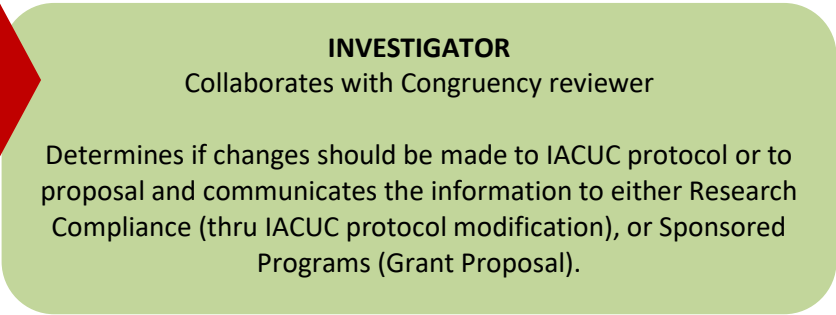 INVESTIGATOR
Collaborates with Congruency reviewer
Determines if changes should be made to IACUC protocol or to
proposal and communicates the information to either Research
Compliance (thru IACUC protocol modification), or Sponsored
Programs (Grant Proposal).